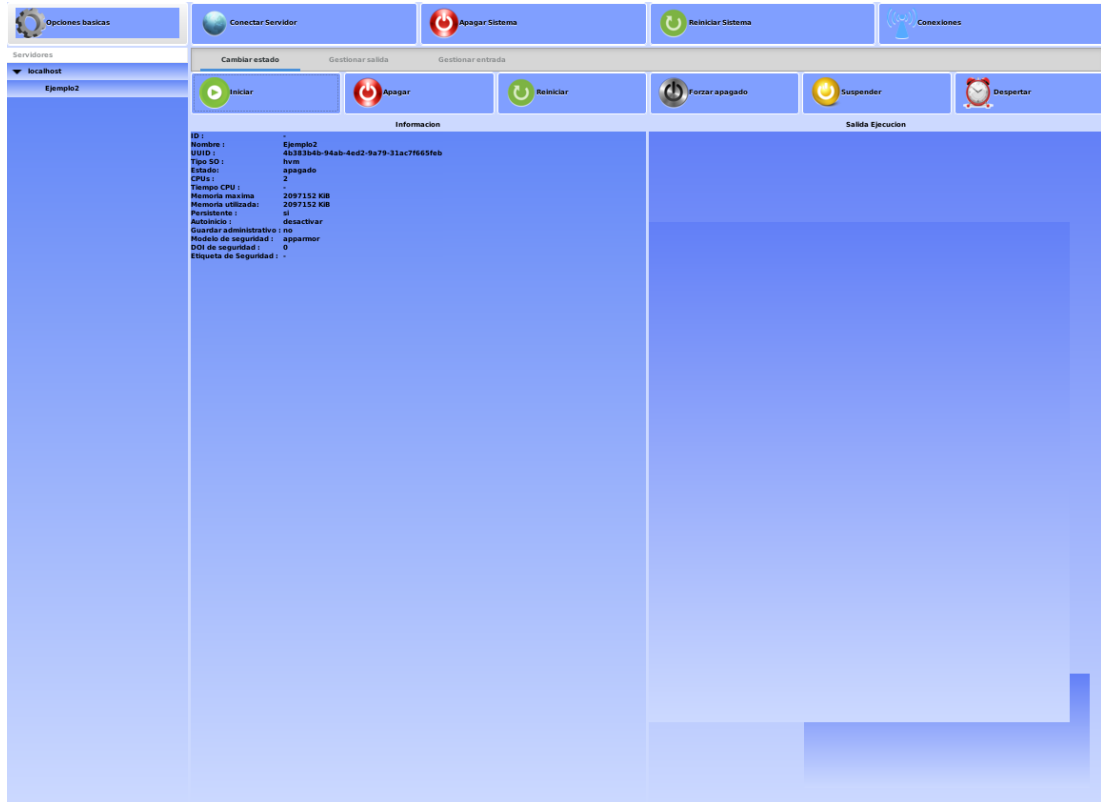 Opciones basicas
Conectar Servidor
Apagar Sistema
Reiniciar Sistema
Conexiones
Servidores
localhost
Ejemplo2
Cambiar estado
Gestionar salida
Gestionar entrada
Iniciar
Apagar
Reiniciar
Forzar apagado
Suspender
Despertar
Informacion
Salida Ejecucion
ID : -
Nombre : Ejemplo2
UUID : 4b383b4b-94ab-4ed2-9a79-31ac7f665feb
Tipo SO : hvm
Estado: apagado
CPUs : 2
Tiempo CPU : -
Memoria maxima 2097152 KiB
Memoria utilizada: 2097152 KiB
Persistente : si
Autoinicio : desactivar
Guardar administrativo : no
Modelo de seguridad : apparmor
DOI de seguridad : 0
Etiqueta de Seguridad : -